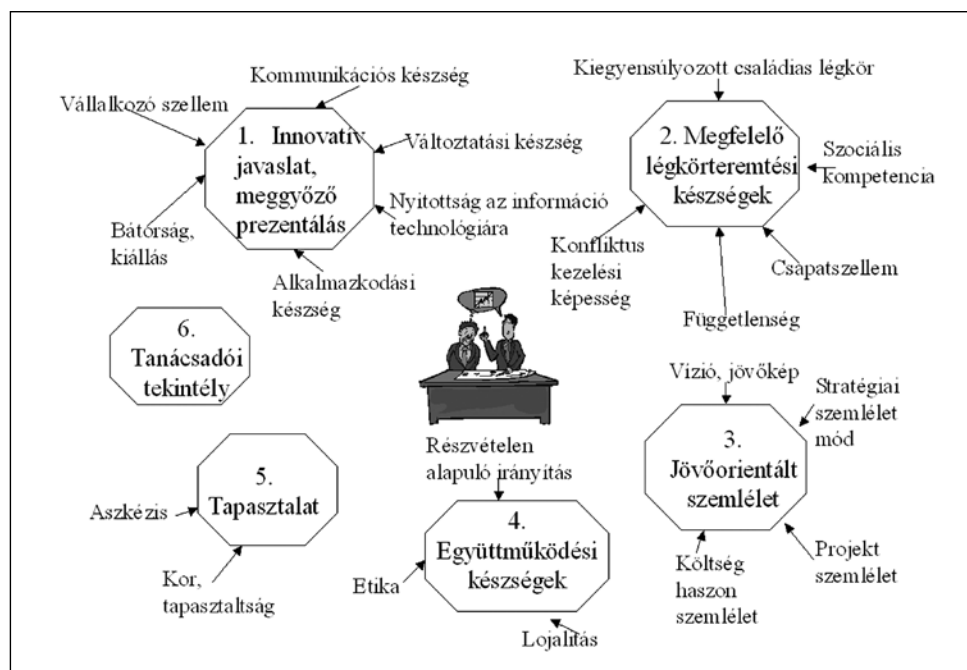 Kommunikációs készség
Vállalkozó szellem
1. Innovatív
javaslat,
meggyőző
prezentálás
Változtatási készség
Nyitottság az információ
technológiára
Bátorság,
kiállás
Alkalmazkodási
készség
Kiegyensúlyozott családias légkör
2. Megfelelő
légkörteremtési
készségek
Szociális
kompetencia
Konfliktus
kezelési
képesség
Csapatszellem
Függetlenség
6.
Tanácsadói
tekintély
Vízió, jövőkép
Stratégiai
szemlélet
mód
3.
Jövőorientált
szemlélet
Költség
haszon
szemlélet
Projekt
szemlélet
Részvételen
alapuló irányítás
4.
Együttműködési
készségek
Etika
Lojalitás
5.
Tapasztalat
Aszkézis
Kor,
tapasztaltság